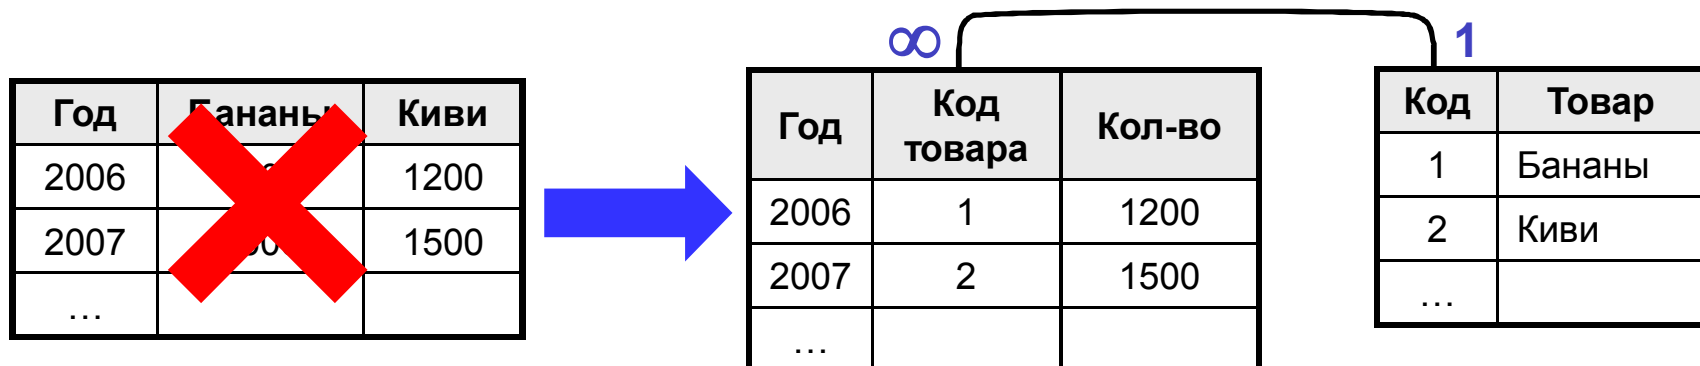 ∞ 1
Год Киви
2006 1200
2007 1500
…
Год Код товара Кол-во
2006 1 1200
2007 2 1500
…
Код Товар
1 Бананы
2 Киви
…